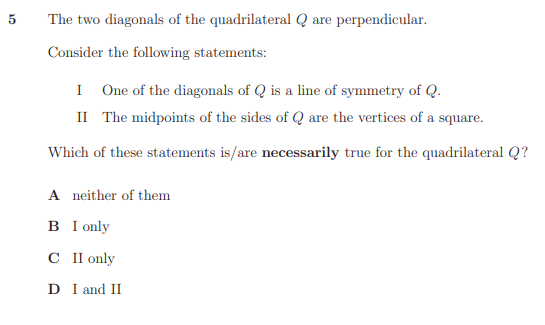 5 The two diagonals of the quadrilateral Q are perpendicular.
Consider the following statements:
I One of the diagonals of Q is a line of symmetry of Q.
II The midpoints of the sides of Q are the vertices of a square.
Which of these statements is/are necessarily true for the quadrilateral Q?
A neither of them
B I only
C II only
D I and II